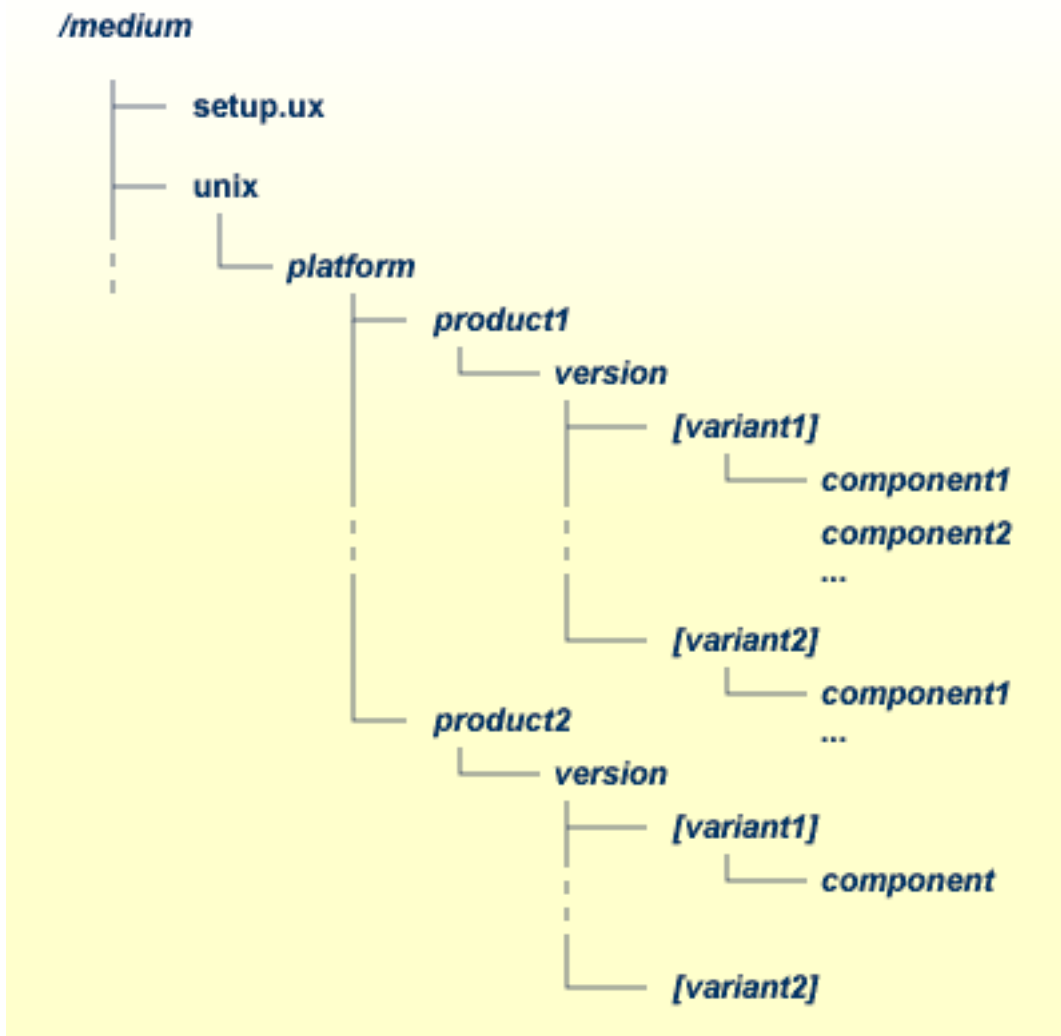 /medium
setup.ux
unix
platform
product1
version
[variant1]
component1
component2
...
[variant2]
component1
...
product2
version
[variant1]
component
[variant2]